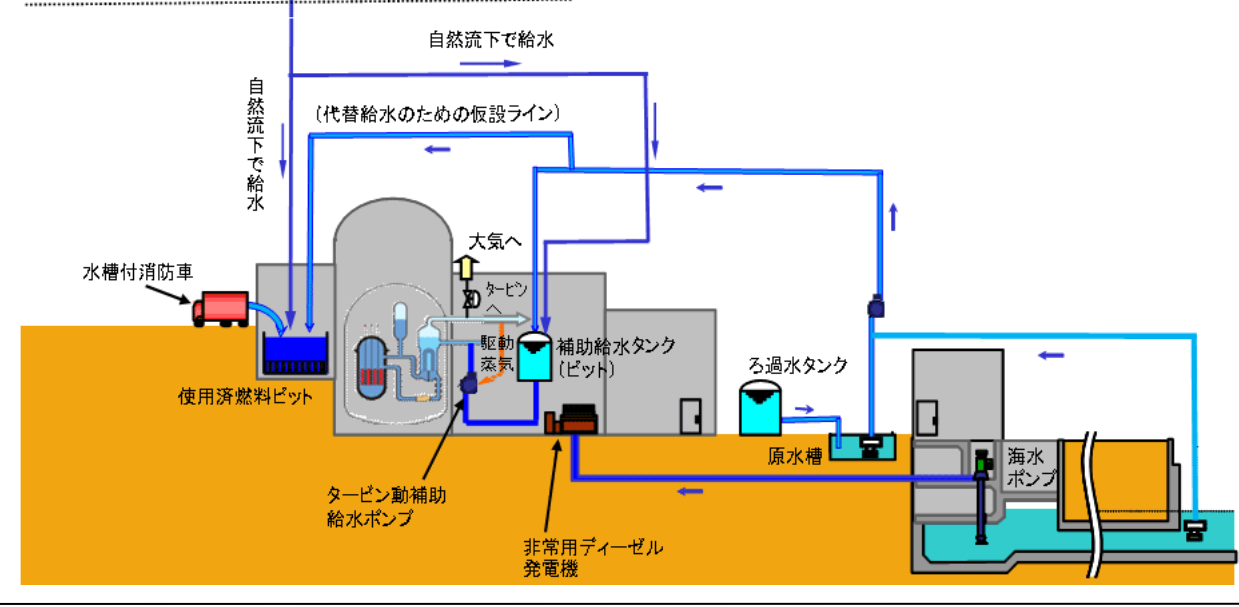 自然流下で給水
自然流下で給水
(代替給水のための仮設ライン)
大気へ
水槽付消防車
タービン
へ
駆動
蒸気
補助給水タンク
(ピット)
ろ過水タンク
使用済燃料ピット
原水槽
海水
ポンプ
タービン動補助
給水ポンプ
非常用ディーゼル
発電機